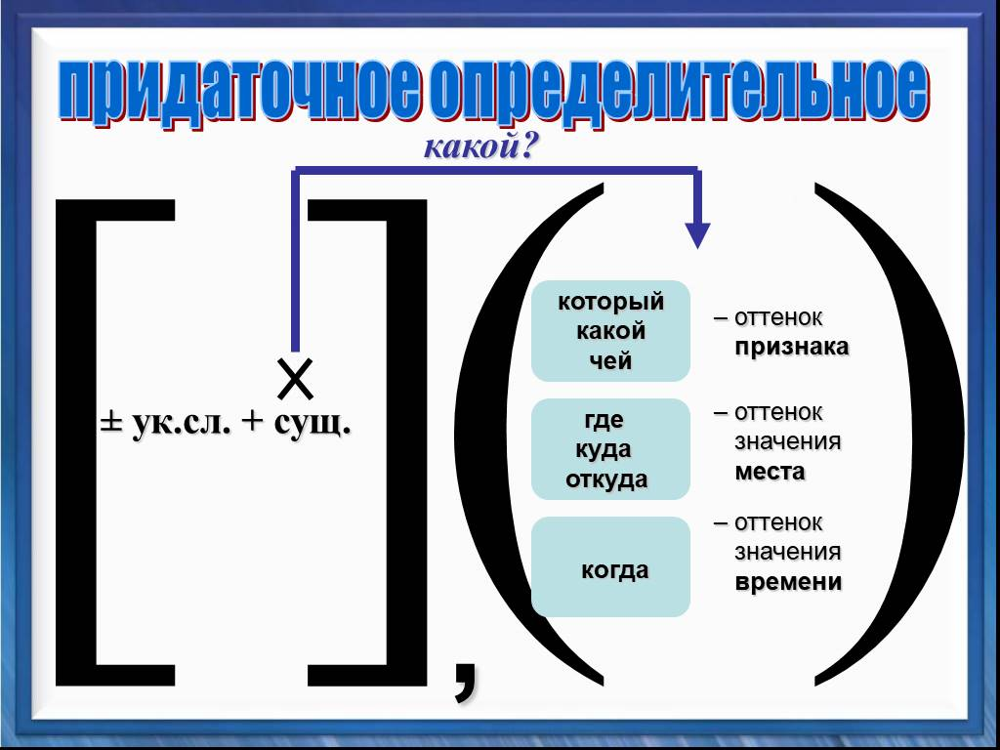 придаточное определительное
какой?
[ ± ук.сл. + сущ. ], (
который
какой
чей
– оттенок
признака
где
куда
откуда
– оттенок
значения
места
когда
– оттенок
значения
времени
)